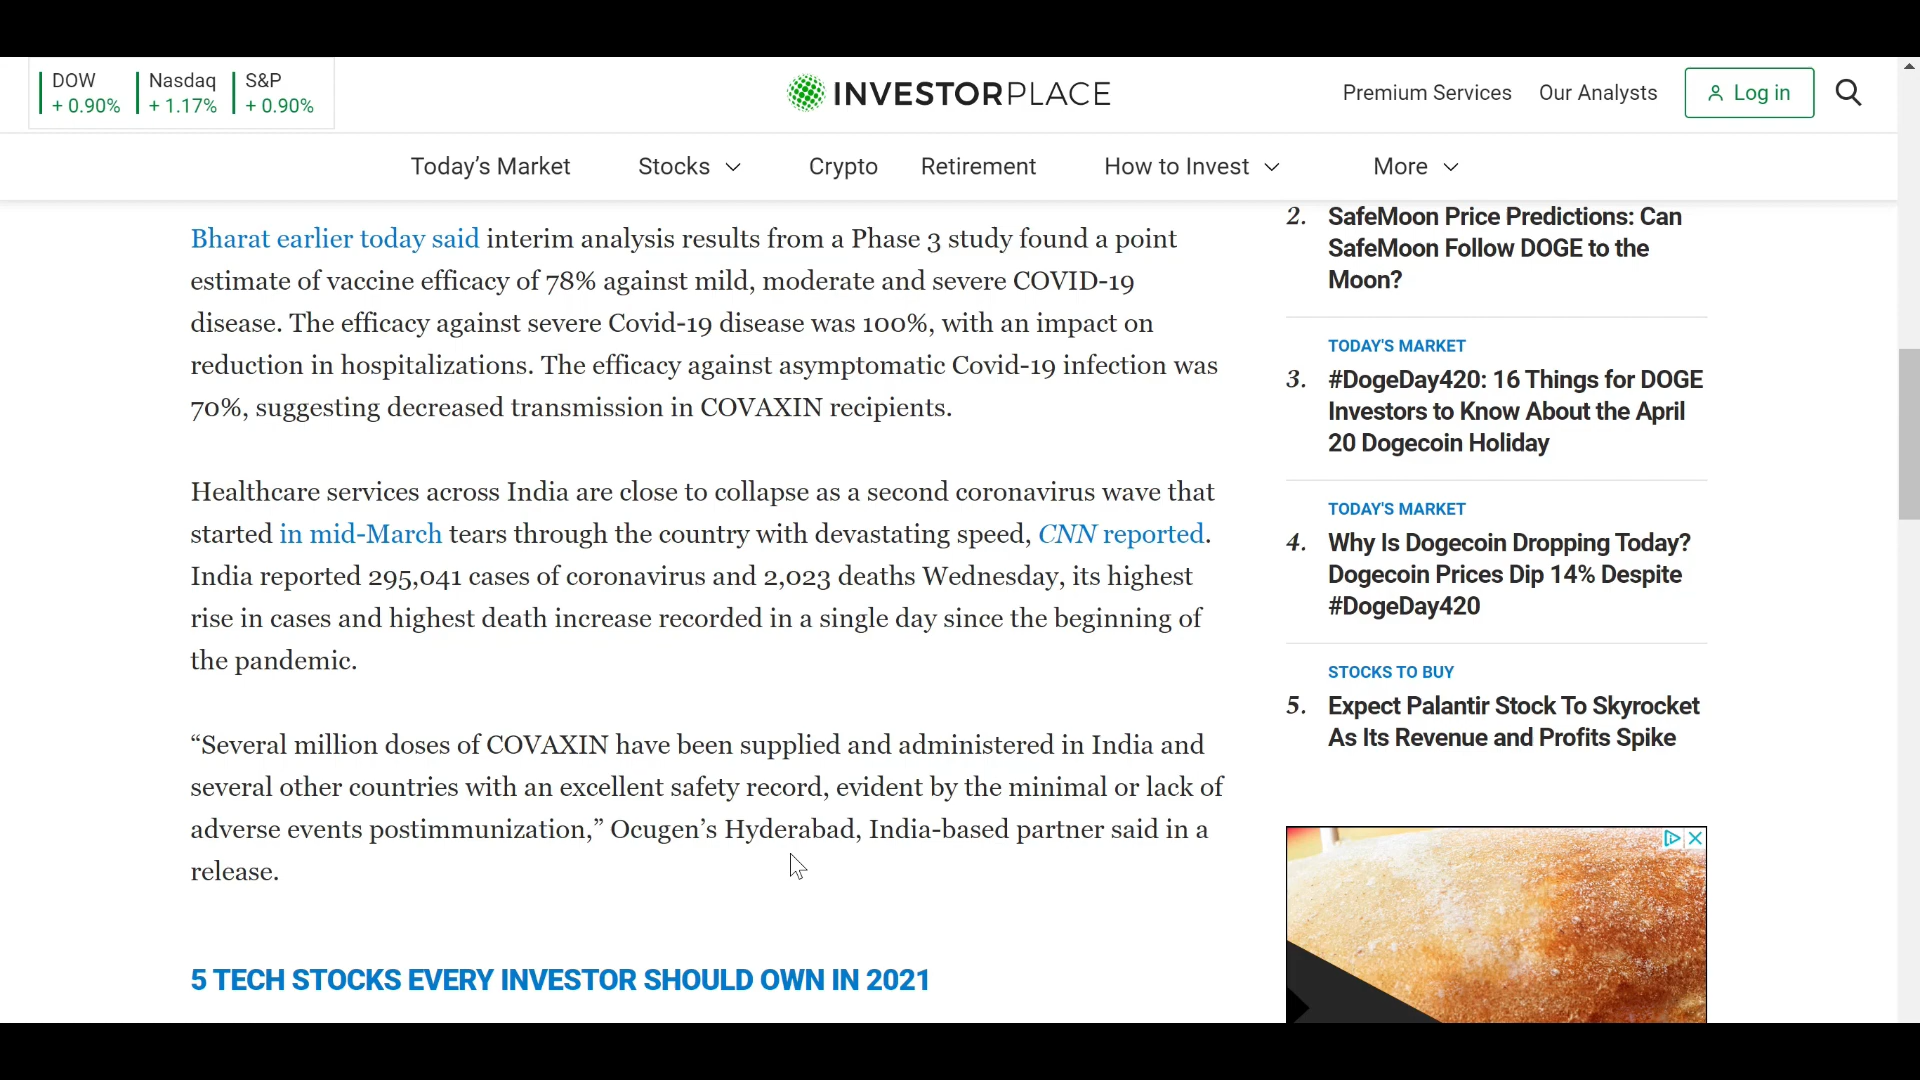 DOW
+ 0.90%
Nasdaq
+ 1.17%
S&P
+ 0.90%
INVESTORPLACE
Premium Services
Our Analysts
Log in
Today’s Market
Stocks
Crypto
Retirement
How to Invest
More
Bharat earlier today said interim analysis results from a Phase 3 study found a point
estimate of vaccine efficacy of 78% against mild, moderate and severe COVID-19
disease. The efficacy against severe Covid-19 disease was 100%, with an impact on
reduction in hospitalizations. The efficacy against asymptomatic Covid-19 infection was
70%, suggesting decreased transmission in COVAXIN recipients.
Healthcare services across India are close to collapse as a second coronavirus wave that
started in mid-March tears through the country with devastating speed, CNN reported.
India reported 295,041 cases of coronavirus and 2,023 deaths Wednesday, its highest
rise in cases and highest death increase recorded in a single day since the beginning of
the pandemic.
“Several million doses of COVAXIN have been supplied and administered in India and
several other countries with an excellent safety record, evident by the minimal or lack of
adverse events postimmunization,” Ocugen’s Hyderabad, India-based partner said in a
release.
5 TECH STOCKS EVERY INVESTOR SHOULD OWN IN 2021
2. SafeMoon Price Predictions: Can
SafeMoon Follow DOGE to the
Moon?
TODAY'S MARKET
3. #DogeDay420: 16 Things for DOGE
Investors to Know About the April
20 Dogecoin Holiday
TODAY'S MARKET
4. Why Is Dogecoin Dropping Today?
Dogecoin Prices Dip 14% Despite
#DogeDay420
STOCKS TO BUY
5. Expect Palantir Stock To Skyrocket
As Its Revenue and Profits Spike